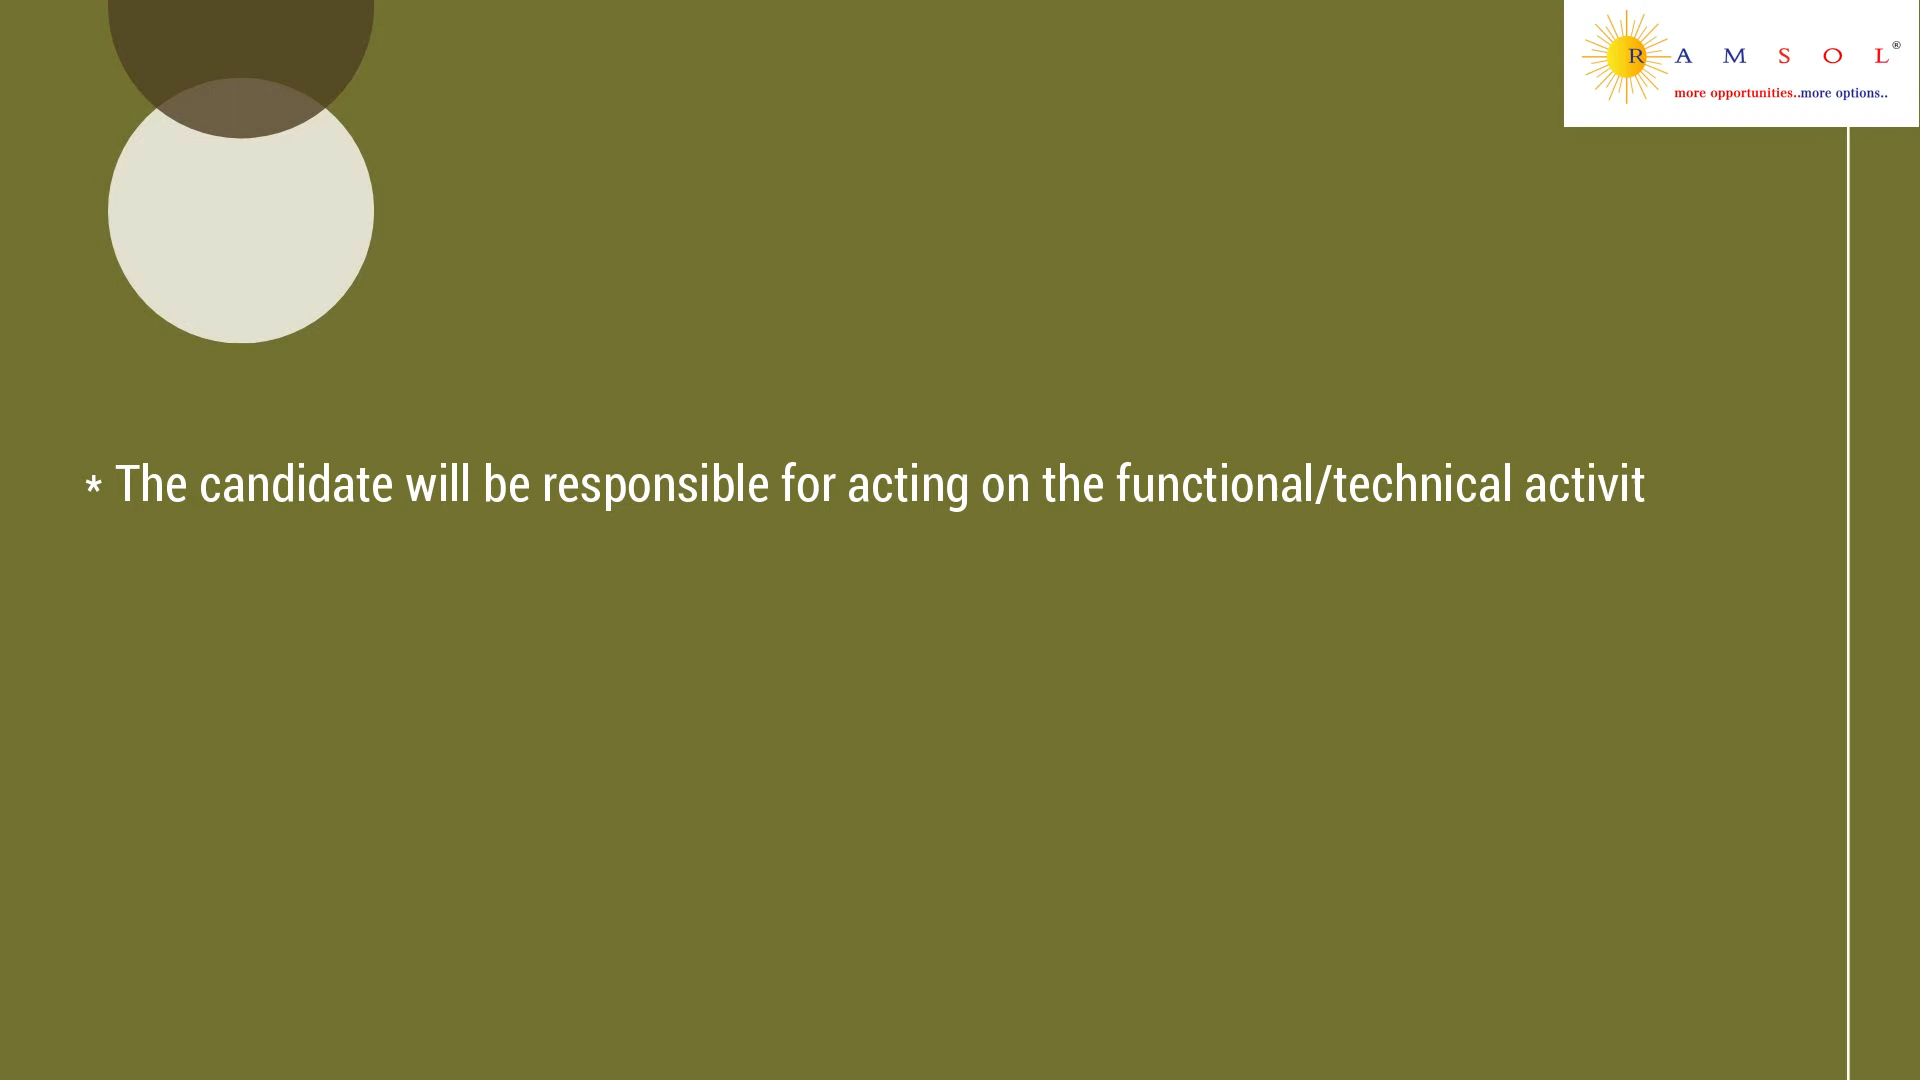 R A M S O L®
more opportunities..more options..
* The candidate will be responsible for acting on the functional/technical activit